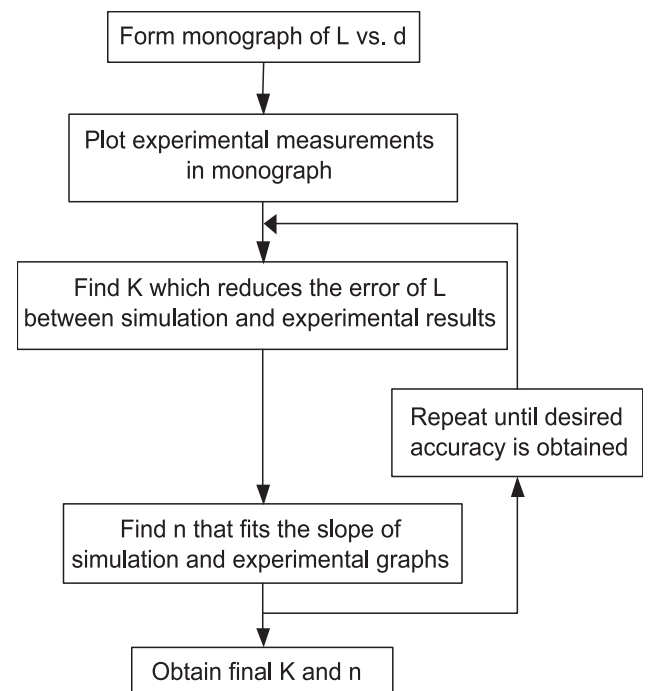 Form monograph of L vs. d
Plot experimental measurements
in monograph
Find K which reduces the error of L
between simulation and experimental results
Repeat until desired
accuracy is obtained
Find n that fits the slope of
simulation and experimental graphs
Obtain final K and n